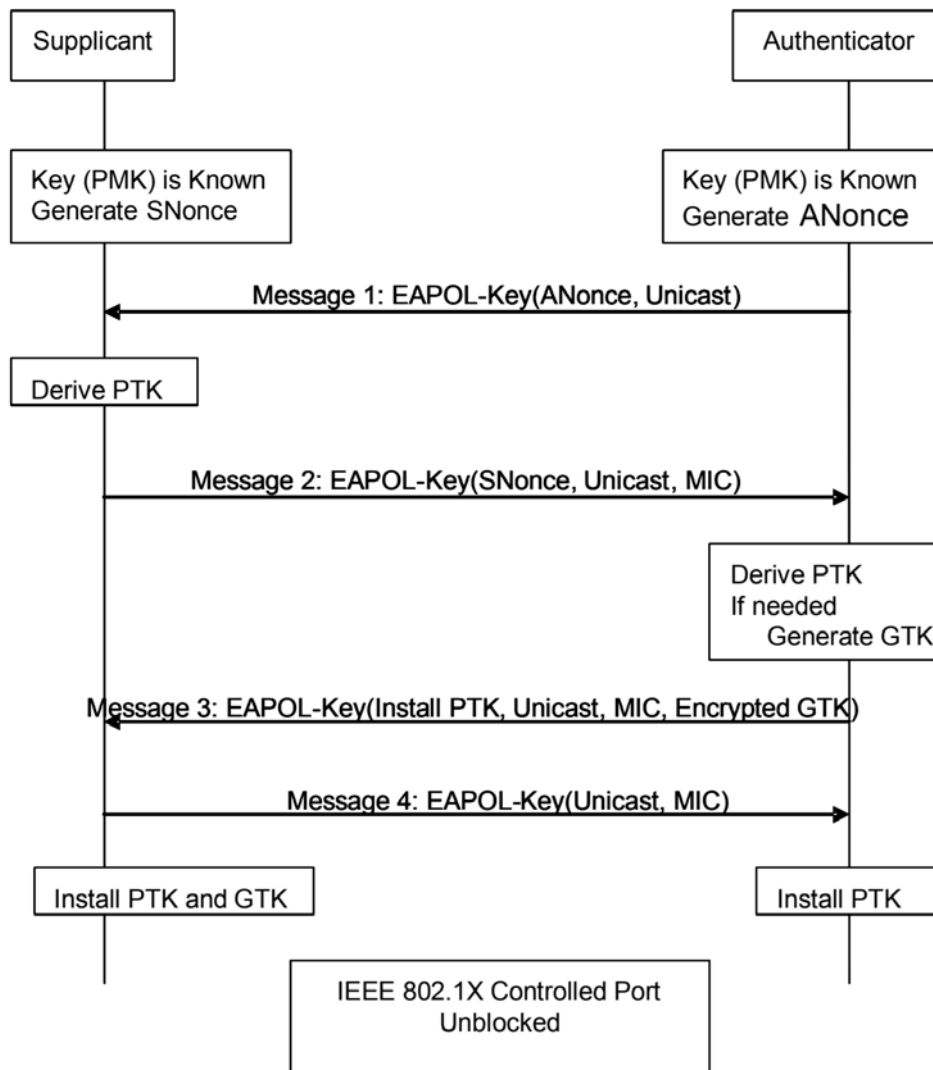 Supplicant
Authenticator
Key (PMK) is Known
Generate SNonce
Key (PMK) is Known
Generate ANonce
Message 1: EAPOL-Key(ANonce, Unicast)
Derive PTK
Message 2: EAPOL-Key(SNonce, Unicast, MIC)
Derive PTK
If needed
Generate GTK
Message 3: EAPOL-Key(Install PTK, Unicast, MIC, Encrypted GTK)
Message 4: EAPOL-Key(Unicast, MIC)
Install PTK and GTK
Install PTK
IEEE 802.1X Controlled Port
Unblocked